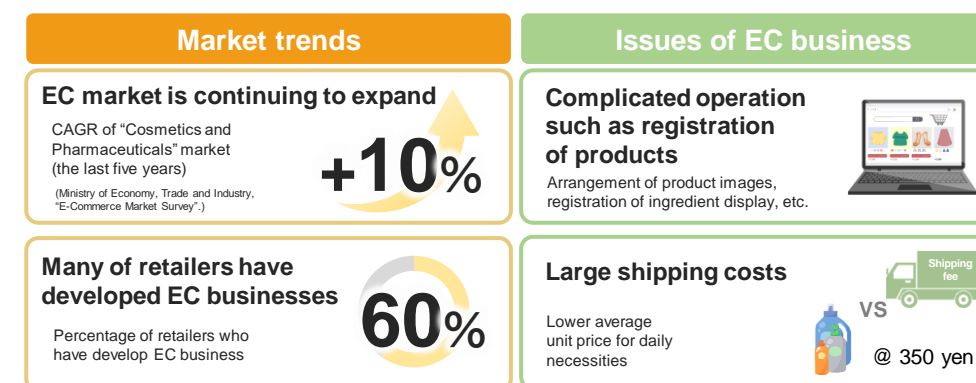 Market trends
EC market is continuing to expand
CAGR of “Cosmetics and
Pharmaceuticals” market
(the last five years)
(Ministry of Economy, Trade and Industry,
“E-Commerce Market Survey”.)
+10%
Many of retailers have
developed EC businesses
Percentage of retailers who
have develop EC business
60%
Issues of EC business
Complicated operation
such as registration
of products
Arrangement of product images,
registration of ingredient display, etc.
Large shipping costs
Lower average
unit price for daily
necessities
VS
Shipping
fee
@ 350 yen